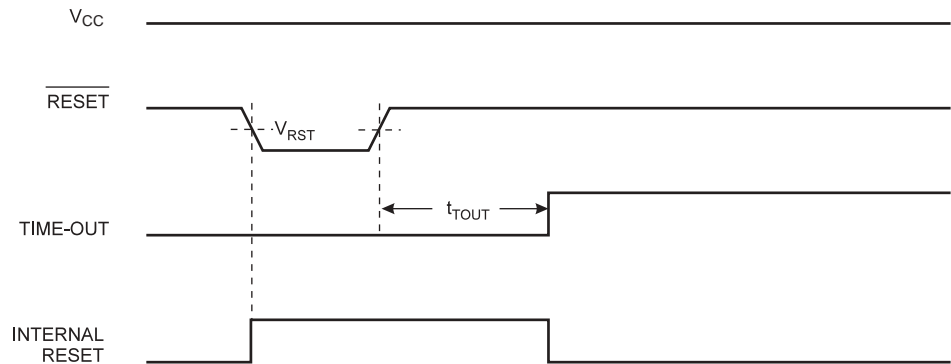 VCC
RESET
VRST
tTOUT
TIME-OUT
INTERNAL
RESET